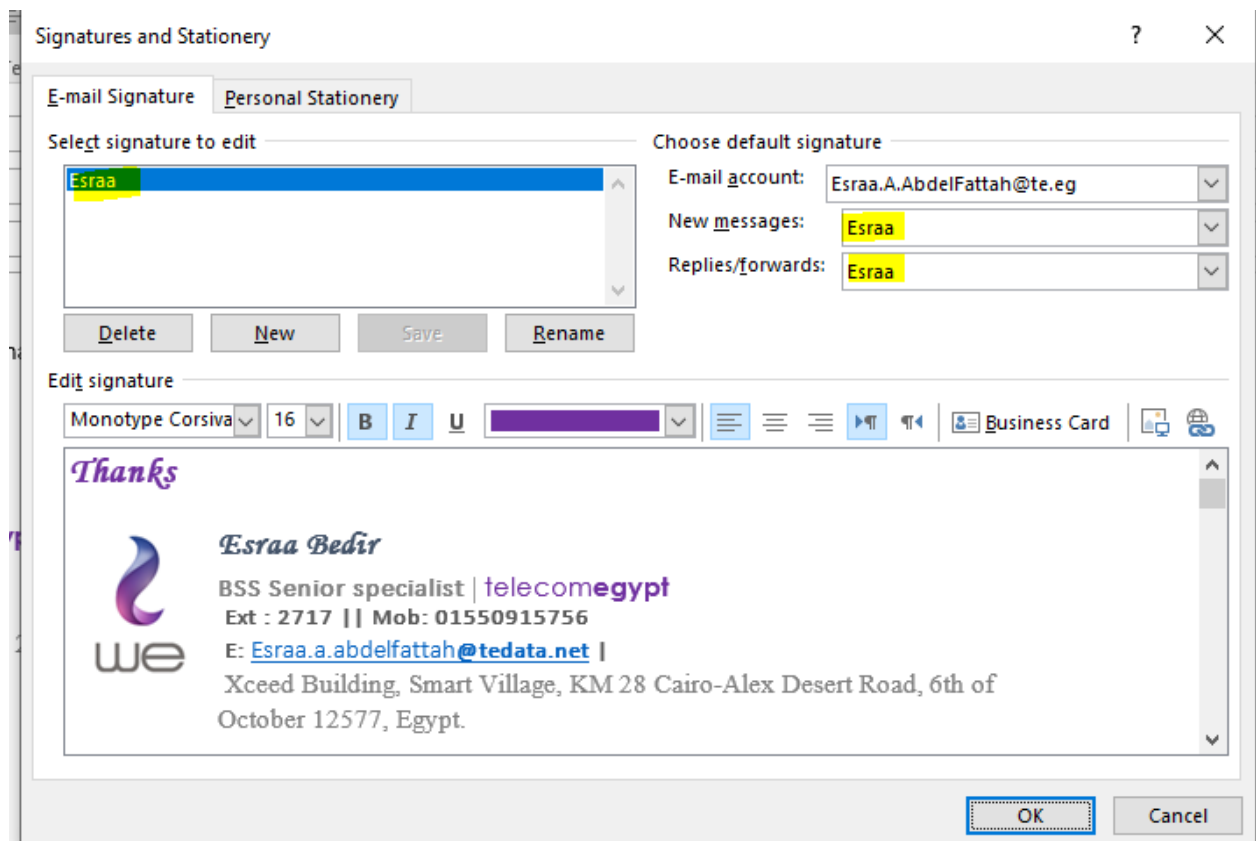 Signatures and Stationery
?
E-mail Signature
Personal Stationery
Select signature to edit
Esraa
Delete
New
Save
Rename
Choose default signature
E-mail account:
Esraa.A.AbdelFattah@te.eg
New messages:
Esraa
Replies/forwards:
Esraa
Edit signature
Monotype Corsiva
16
B
I
U
Business Card
Thanks
we
Esraa Bedir
BSS Senior specialist | telecomegypt
Ext : 2717 || Mob: 01550915756
E: Esraa.a.abdelfattah@tedata.net |
Xceed Building, Smart Village, KM 28 Cairo-Alex Desert Road, 6th of
October 12577, Egypt.
OK
Cancel